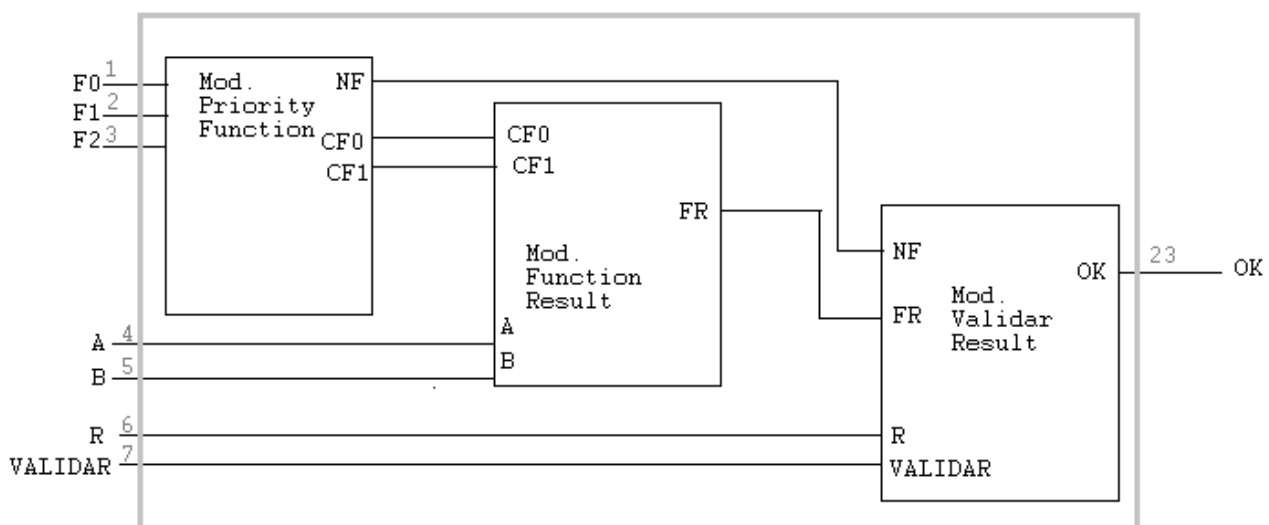 F0 1
F1 2
F2 3
Mod.
Priority
Function
NF
CF0
CF1
CF0
CF1
FR
Mod.
Function
Result
A
B
A 4
B 5
R 6
VALIDAR 7
NF
FR
OK
Mod.
Validar
Result
R
VALIDAR
23
OK